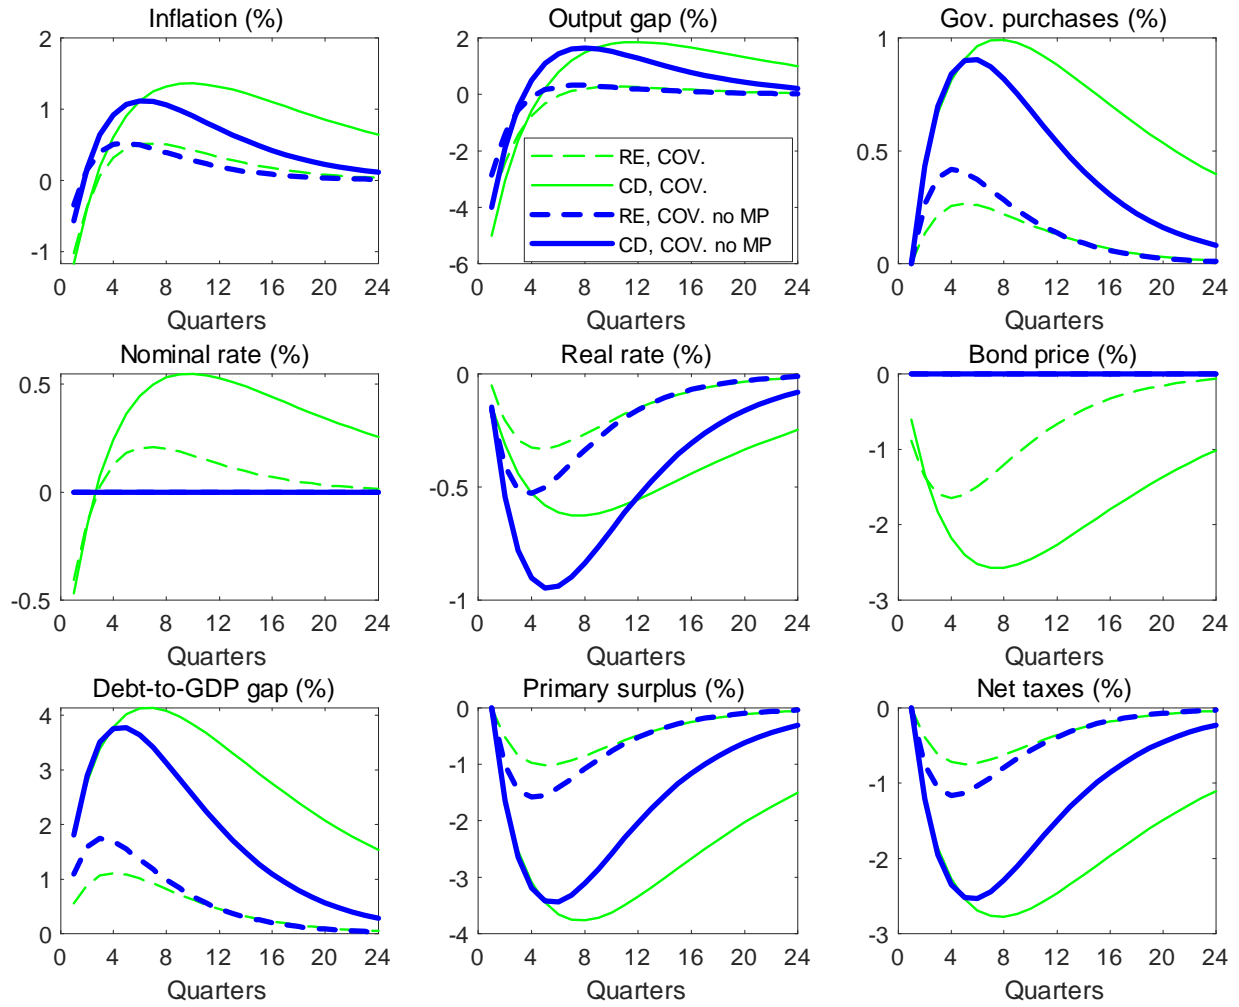 Inflation (%)
2
1
0
-1
0 4 8 12 16 20 24
Quarters
Output gap (%)
2
0
-2
-4
-6
RE, COV.
CD, COV.
RE, COV. no MP
CD, COV. no MP
0 4 8 12 16 20 24
Quarters
Gov. purchases (%)
1
0.5
0
0 4 8 12 16 20 24
Quarters
Nominal rate (%)
0.5
0
-0.5
0 4 8 12 16 20 24
Quarters
Real rate (%)
0
-0.5
-1
0 4 8 12 16 20 24
Quarters
Bond price (%)
0
-1
-2
-3
0 4 8 12 16 20 24
Quarters
Debt-to-GDP gap (%)
4
3
2
1
0
0 4 8 12 16 20 24
Quarters
Primary surplus (%)
0
-1
-2
-3
-4
0 4 8 12 16 20 24
Quarters
Net taxes (%)
0
-1
-2
-3
0 4 8 12 16 20 24
Quarters